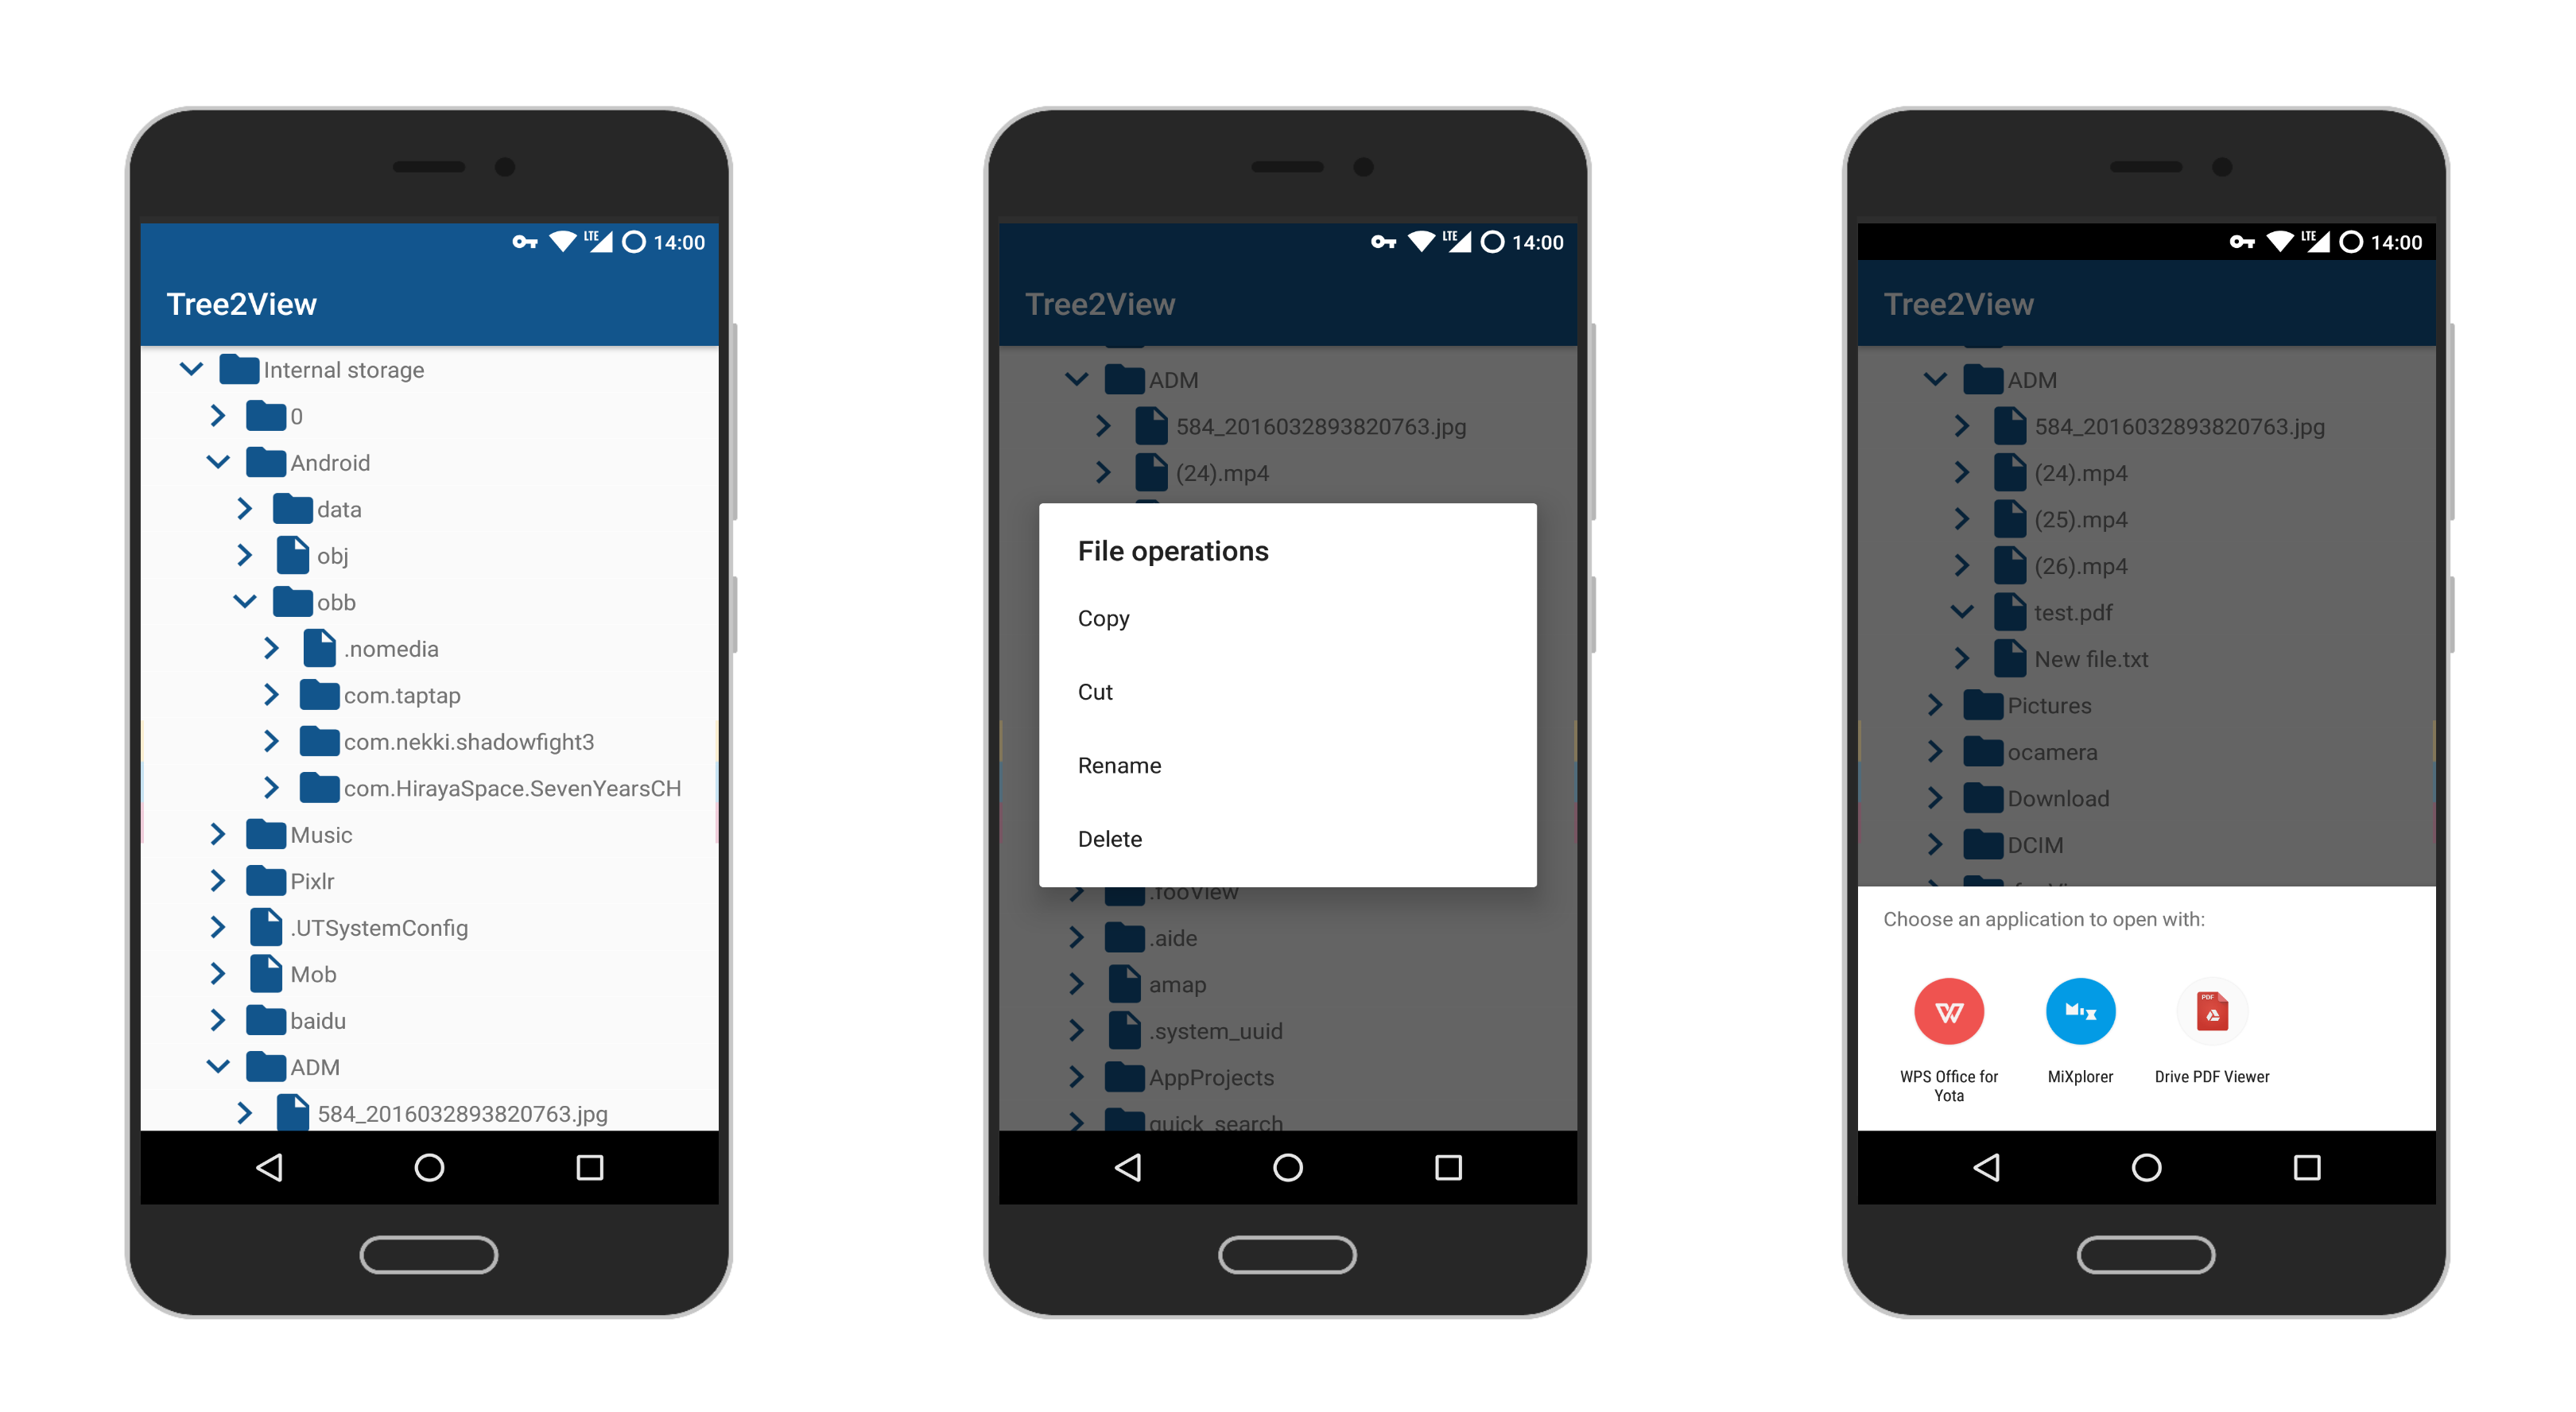 LTE 14:00
Tree2View
Internal storage
0
Android
data
obj
obb
.nomedia
com.taptap
com.nekki.shadowfight3
com.HirayaSpace.SevenYearsCH
Music
Pixlr
.UTSystemConfig
Mob
baidu
ADM
584_2016032893820763.jpg
LTE 14:00
Tree2View
ADM
584_2016032893820763.jpg
(24).mp4
File operations
Copy
Cut
Rename
Delete
.fooView
.aide
amap
.system_uuid
AppProjects
quick_search
LTE 14:00
Tree2View
ADM
584_2016032893820763.jpg
(24).mp4
(25).mp4
(26).mp4
test.pdf
New file.txt
Pictures
ocamera
Download
DCIM
Choose an application to open with:
PDF
WPS Office for
Yota
MiXplorer
Drive PDF Viewer